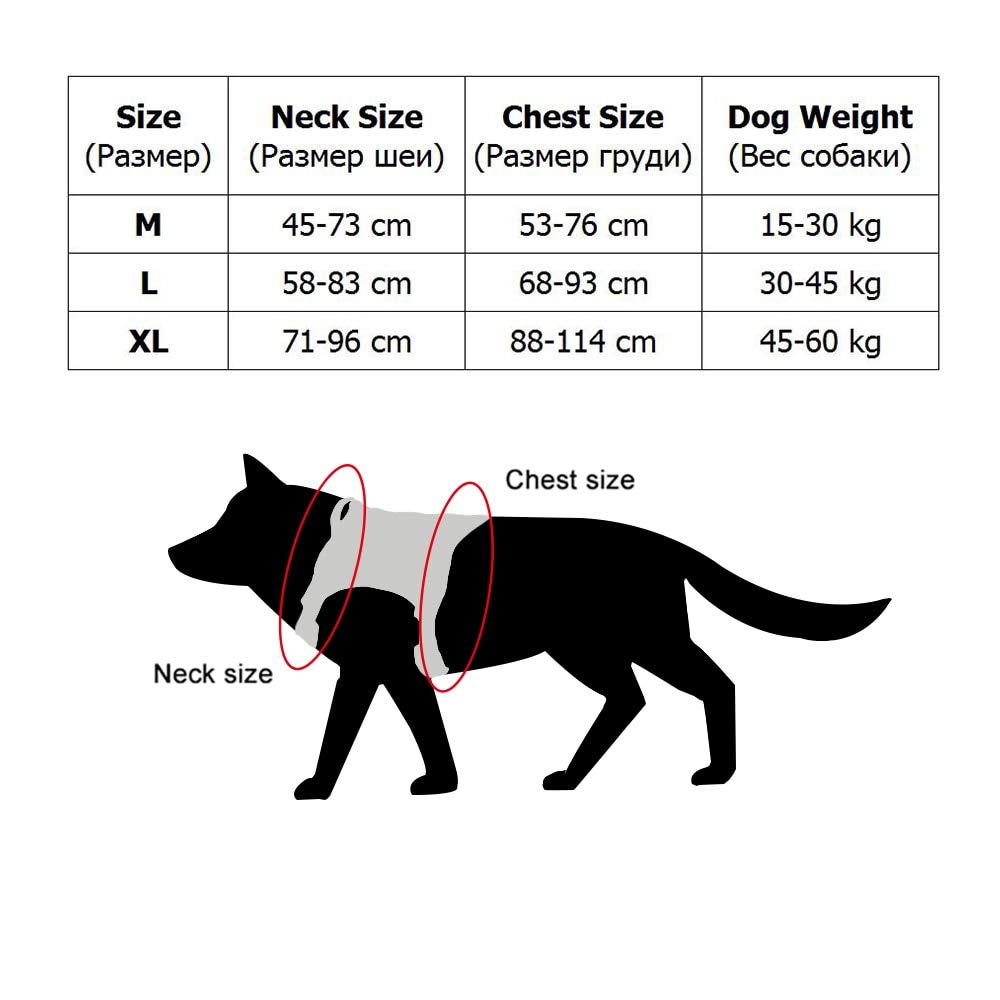 Size Neck Size Chest Size Dog Weight
(Размер) (Размер шеи) (Размер груди) (Вес собаки)
M 45-73 cm 53-76 cm 15-30 kg
L 58-83 cm 68-93 cm 30-45 kg
XL 71-96 cm 88-114 cm 45-60 kg
Chest size
Neck size